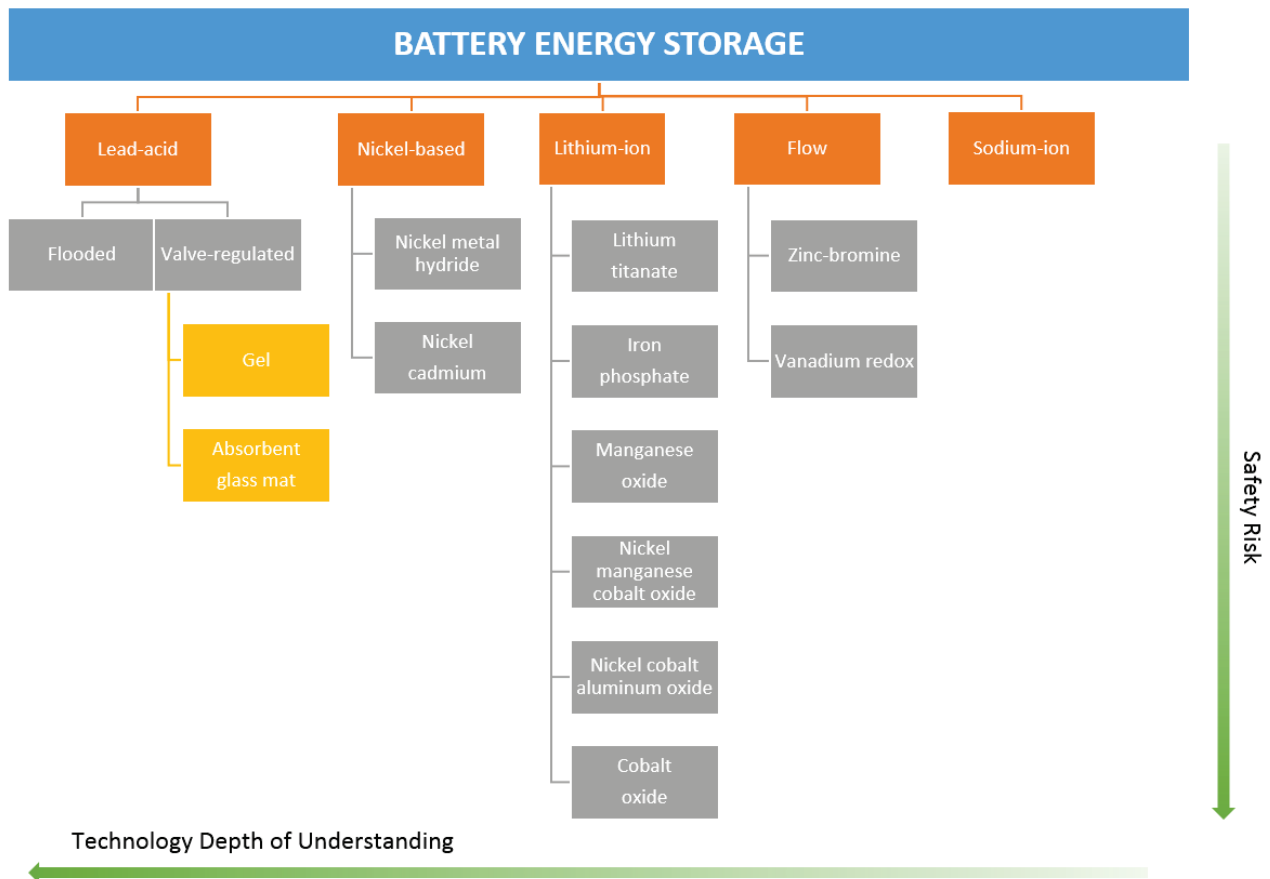 BATTERY ENERGY STORAGE
Lead-acid
Nickel-based
Lithium-ion
Flow
Sodium-ion
Flooded
Valve-regulated
Gel
Absorbent
glass mat
Nickel metal
hydride
Nickel
cadmium
Lithium
titanate
Iron
phosphate
Manganese
oxide
Nickel
manganese
cobalt oxide
Nickel cobalt
aluminum oxide
Cobalt
oxide
Zinc-bromine
Vanadium redox
Safety Risk
Technology Depth of Understanding